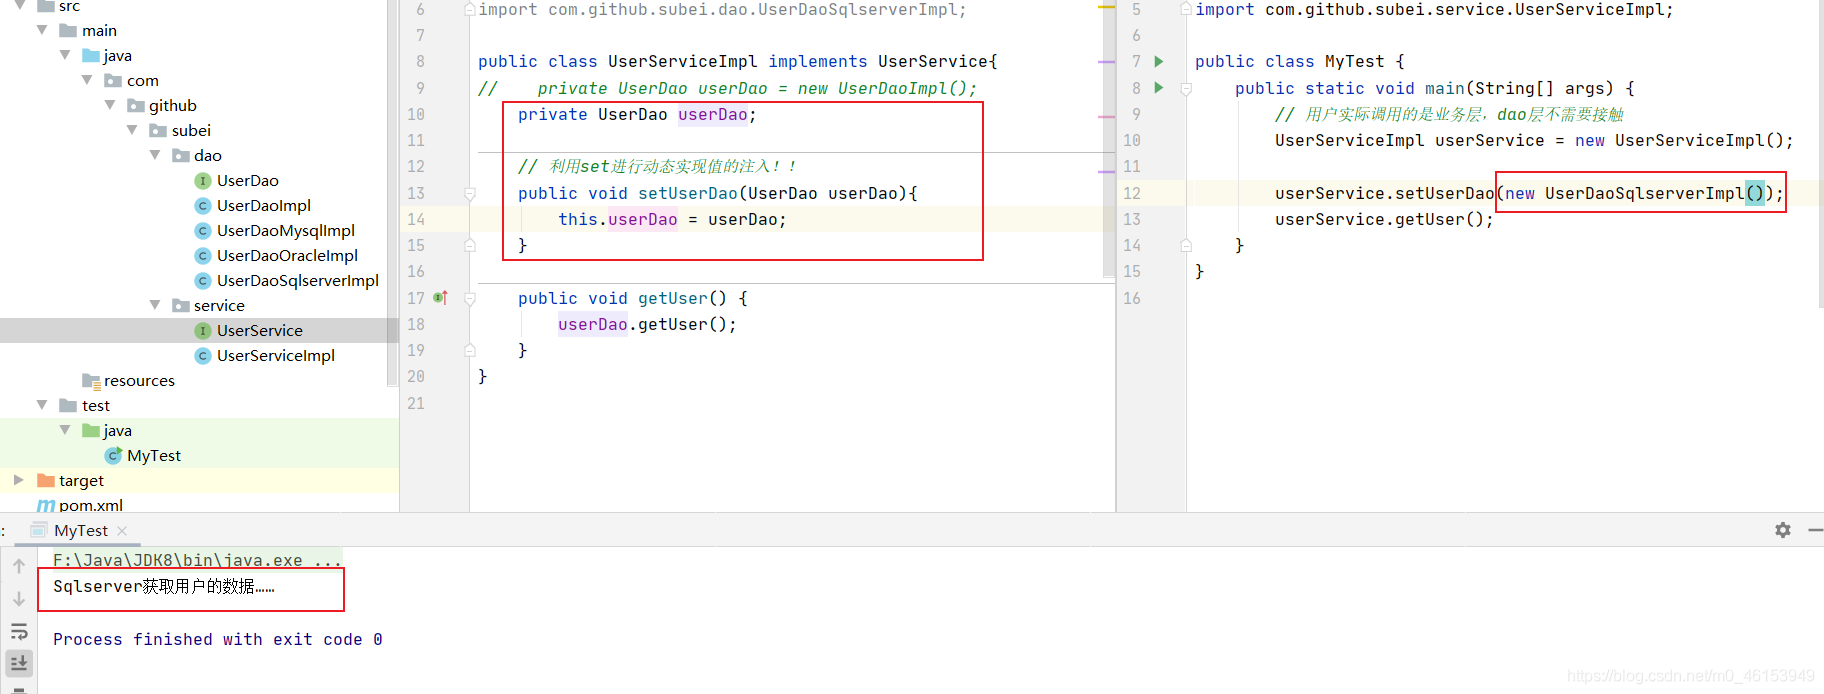 src
main
java
com
github
subei
dao
UserDao
UserDaoImpl
UserDaoMysqlImpl
UserDaoOracleImpl
UserDaoSqlserverImpl
service
UserService
UserServiceImpl
resources
test
java
MyTest
target
pom.xml
6 import com.github.subei.dao.UserDaoSqlserverImpl;
7
8 public class UserServiceImpl implements UserService{
9 //    private UserDao userDao = new UserDaoImpl();
10     private UserDao userDao;
11
12     // 利用set进行动态实现值的注入！！
13     public void setUserDao(UserDao userDao){
14         this.userDao = userDao;
15     }
16
17     public void getUser() {
18         userDao.getUser();
19     }
20 }
21
5 import com.github.subei.service.UserServiceImpl;
6
7 public class MyTest {
8     public static void main(String[] args) {
9         // 用户实际调用的是业务层，dao层不需要接触
10         UserServiceImpl userService = new UserServiceImpl();
11
12         userService.setUserDao(new UserDaoSqlserverImpl());
13         userService.getUser();
14     }
15 }
16
: MyTest ×
F:\Java\JDK8\bin\java.exe ...
Sqlserver获取用户的数据……
Process finished with exit code 0
https://blog.csdn.net/m0_46153949